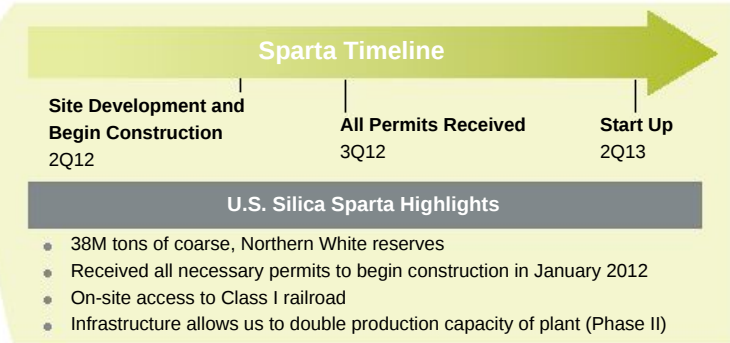 Sparta Timeline
Site Development and
Begin Construction
2Q12
All Permits Received
3Q12
Start Up
2Q13
U.S. Silica Sparta Highlights
38M tons of coarse, Northern White reserves
Received all necessary permits to begin construction in January 2012
On-site access to Class I railroad
Infrastructure allows us to double production capacity of plant (Phase II)